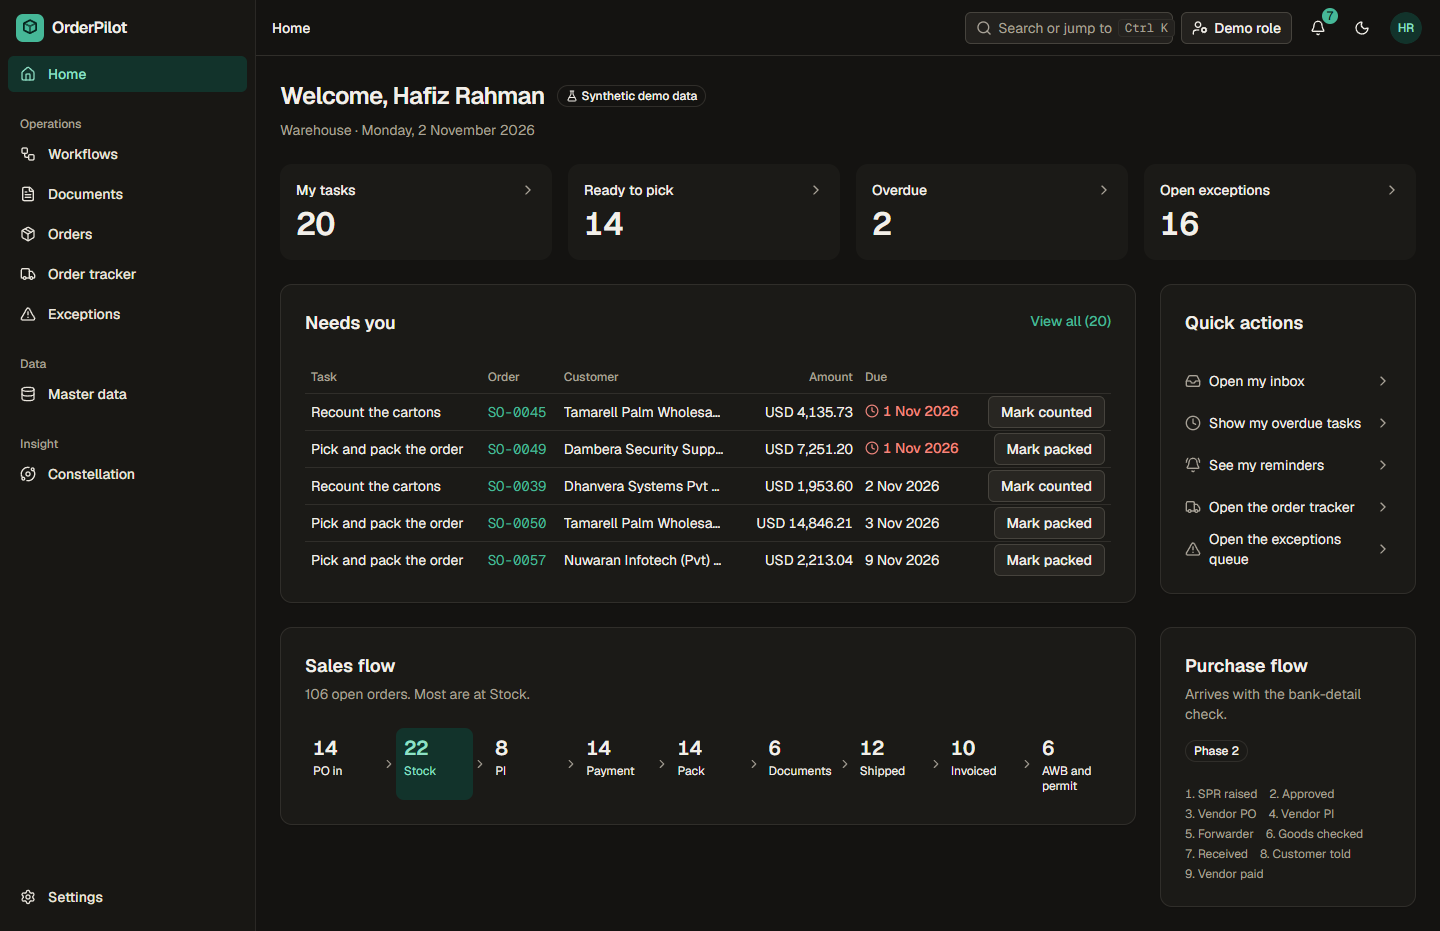 OrderPilot
Home
Search or jump to Ctrl K
Demo role
7
HR
Home
Operations
Workflows
Documents
Orders
Order tracker
Exceptions
Data
Master data
Insight
Constellation
Settings
Welcome, Hafiz Rahman
Synthetic demo data
Warehouse · Monday, 2 November 2026
My tasks
20
Ready to pick
14
Overdue
2
Open exceptions
16
Needs you
View all (20)
Task Order Customer Amount Due
Recount the cartons SO-0045 Tamarell Palm Wholesa… USD 4,135.73 1 Nov 2026 Mark counted
Pick and pack the order SO-0049 Dambera Security Supp… USD 7,251.20 1 Nov 2026 Mark packed
Recount the cartons SO-0039 Dhanvera Systems Pvt … USD 1,953.60 2 Nov 2026 Mark counted
Pick and pack the order SO-0050 Tamarell Palm Wholesa… USD 14,846.21 3 Nov 2026 Mark packed
Pick and pack the order SO-0057 Nuwaran Infotech (Pvt) … USD 2,213.04 9 Nov 2026 Mark packed
Quick actions
Open my inbox
Show my overdue tasks
See my reminders
Open the order tracker
Open the exceptions
queue
Sales flow
106 open orders. Most are at Stock.
14
PO in
22
Stock
8
PI
14
Payment
14
Pack
6
Documents
12
Shipped
10
Invoiced
6
AWB and
permit
Purchase flow
Arrives with the bank-detail
check.
Phase 2
1. SPR raised 2. Approved
3. Vendor PO 4. Vendor PI
5. Forwarder 6. Goods checked
7. Received 8. Customer told
9. Vendor paid